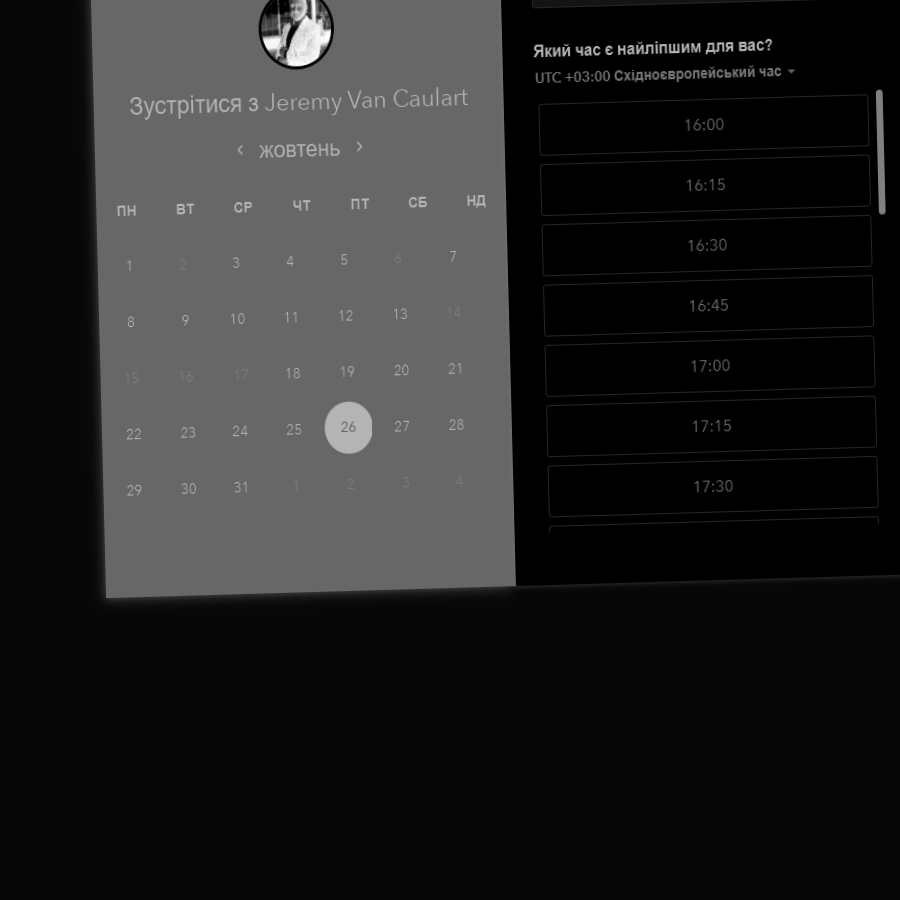 Зустрітися з Jeremy Van Caulart
жовтень
ПН ВТ СР ЧТ ПТ СБ НД
1 2 3 4 5 6 7
8 9 10 11 12 13 14
15 16 17 18 19 20 21
22 23 24 25 26 27 28
29 30 31 1 2 3 4
Який час є найліпшим для вас?
UTC +03:00 Східноєвропейський час
16:00
16:15
16:30
16:45
17:00
17:15
17:30